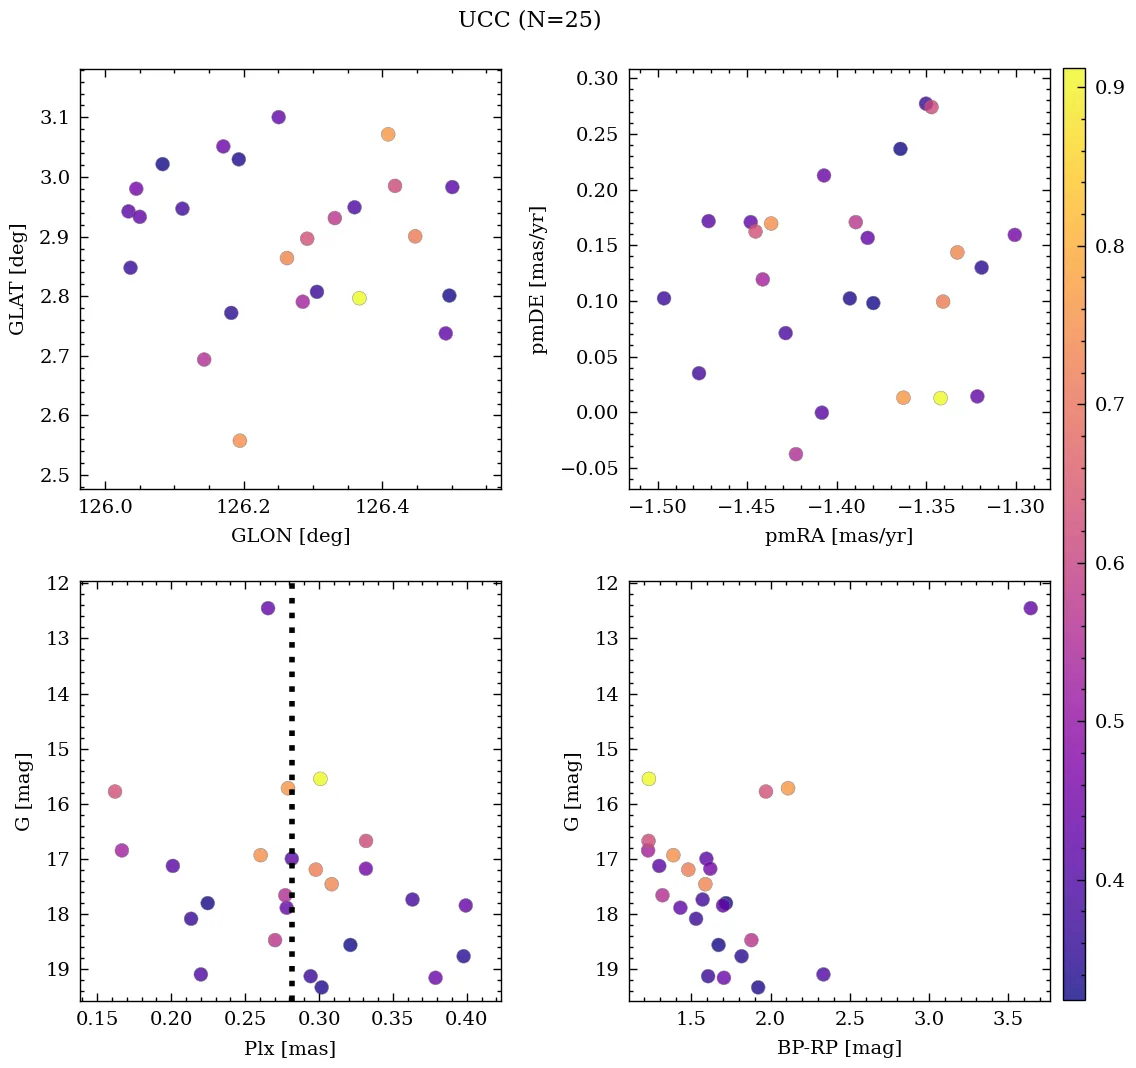 UCC (N=25)
3.1
3.0
2.9
2.8
2.7
2.6
2.5
GLAT [deg]
126.0 126.2 126.4
GLON [deg]
0.30
0.25
0.20
0.15
0.10
0.05
0.00
−0.05
pmDE [mas/yr]
−1.50 −1.45 −1.40 −1.35 −1.30
pmRA [mas/yr]
0.9
0.8
0.7
0.6
0.5
0.4
12
13
14
15
16
17
18
19
G [mag]
0.15 0.20 0.25 0.30 0.35 0.40
Plx [mas]
12
13
14
15
16
17
18
19
G [mag]
1.5 2.0 2.5 3.0 3.5
BP-RP [mag]